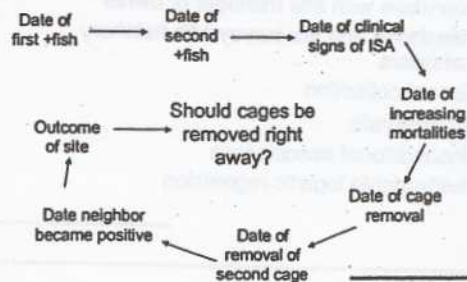 Date of
first +fish
Date of
second
+fish
Date of clinical
signs of ISA
Date of
increasing
mortalities
Date of cage
removal
Date of
removal of
second cage
Date neighbor
became positive
Outcome
of site
Should cages be
removed right
away?